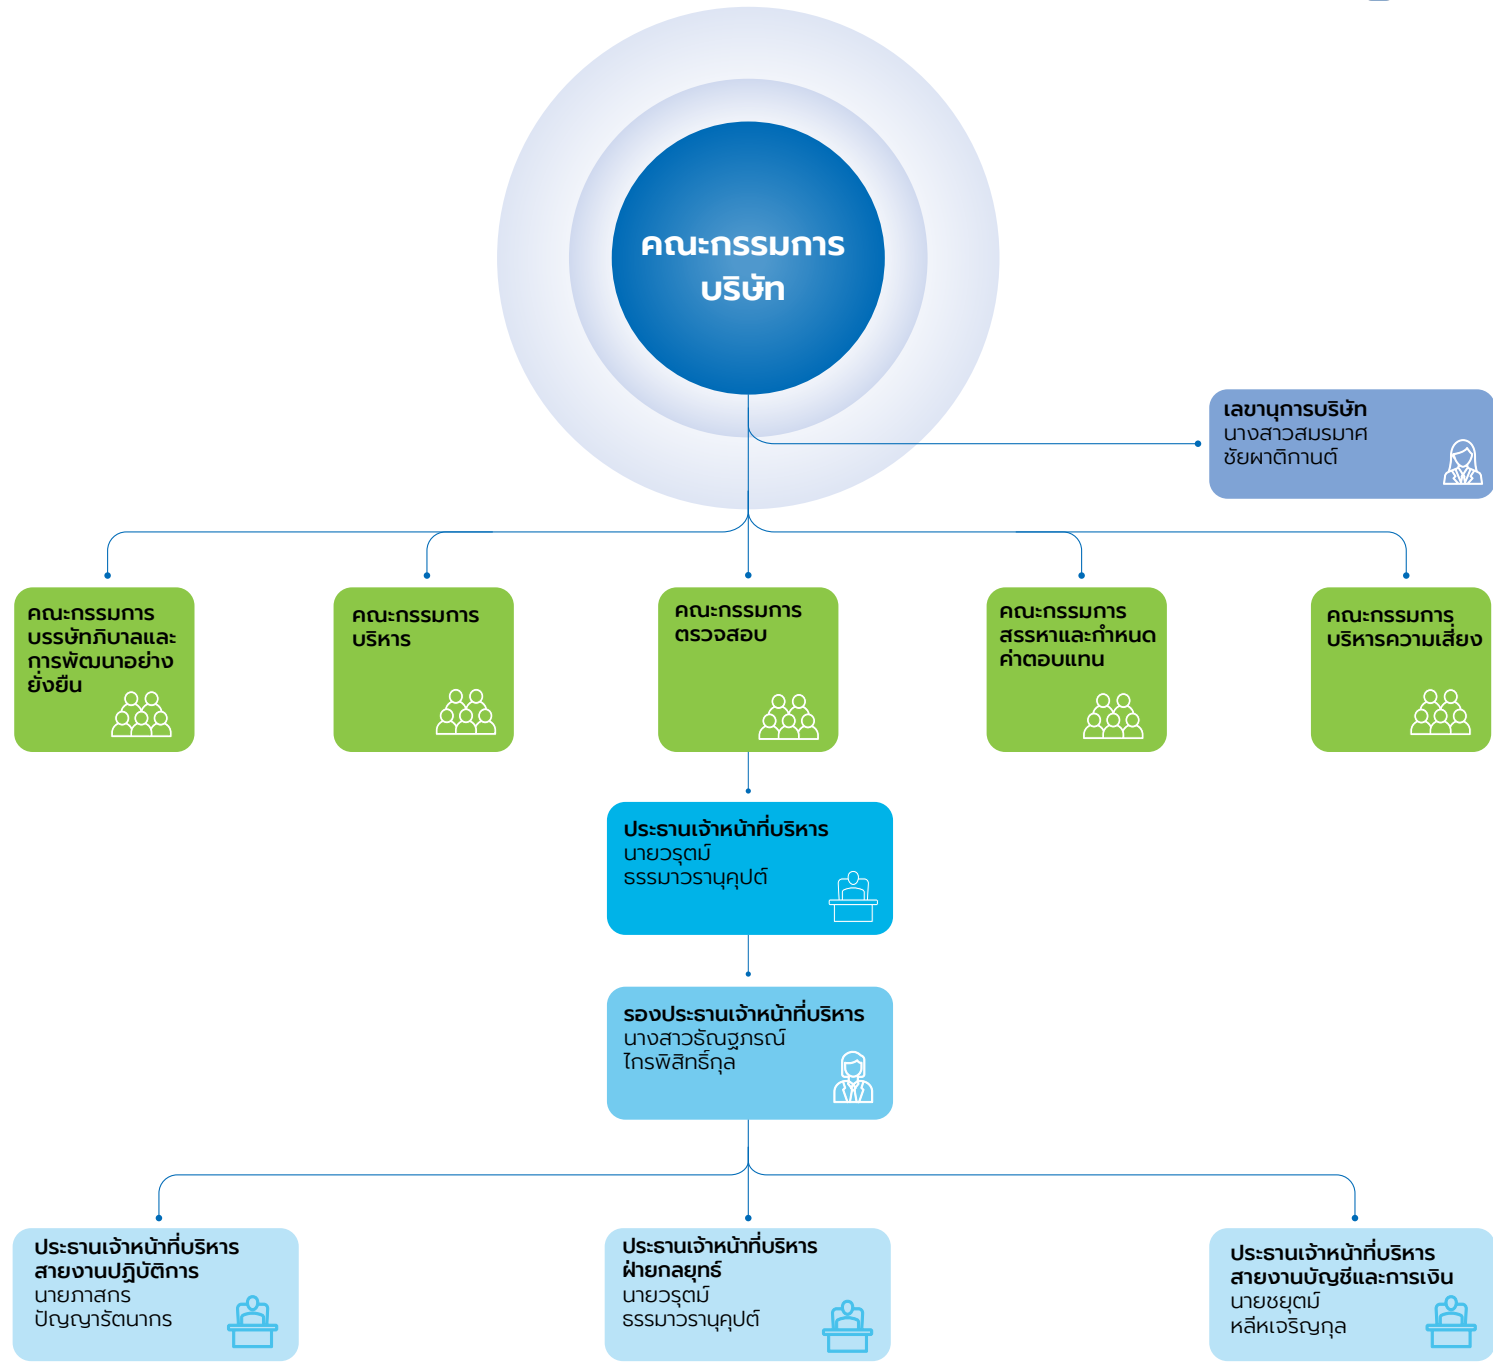 คณะกรรมการ
บริษัท
เลขานุการบริษัท
นางสาวสมรมาศ
ชัยผาติกานต์
คณะกรรมการ
บรรษัทภิบาลและ
การพัฒนาอย่าง
ยั่งยืน
คณะกรรมการ
บริหาร
คณะกรรมการ
ตรวจสอบ
คณะกรรมการ
สรรหาและกำหนด
ค่าตอบแทน
คณะกรรมการ
บริหารความเสี่ยง
ประธานเจ้าหน้าที่บริหาร
นายวรุตม์
ธรรมาวรานุคุปต์
รองประธานเจ้าหน้าที่บริหาร
นางสาวธัณฐภรณ์
ไกรพิสิทธิ์กุล
ประธานเจ้าหน้าที่บริหาร
สายงานปฏิบัติการ
นายภาสกร
ปัญญารัตนากร
ประธานเจ้าหน้าที่บริหาร
ฝ่ายกลยุทธ์
นายวรุตม์
ธรรมาวรานุคุปต์
ประธานเจ้าหน้าที่บริหาร
สายงานบัญชีและการเงิน
นายชยุตม์
หลีหเจริญกุล